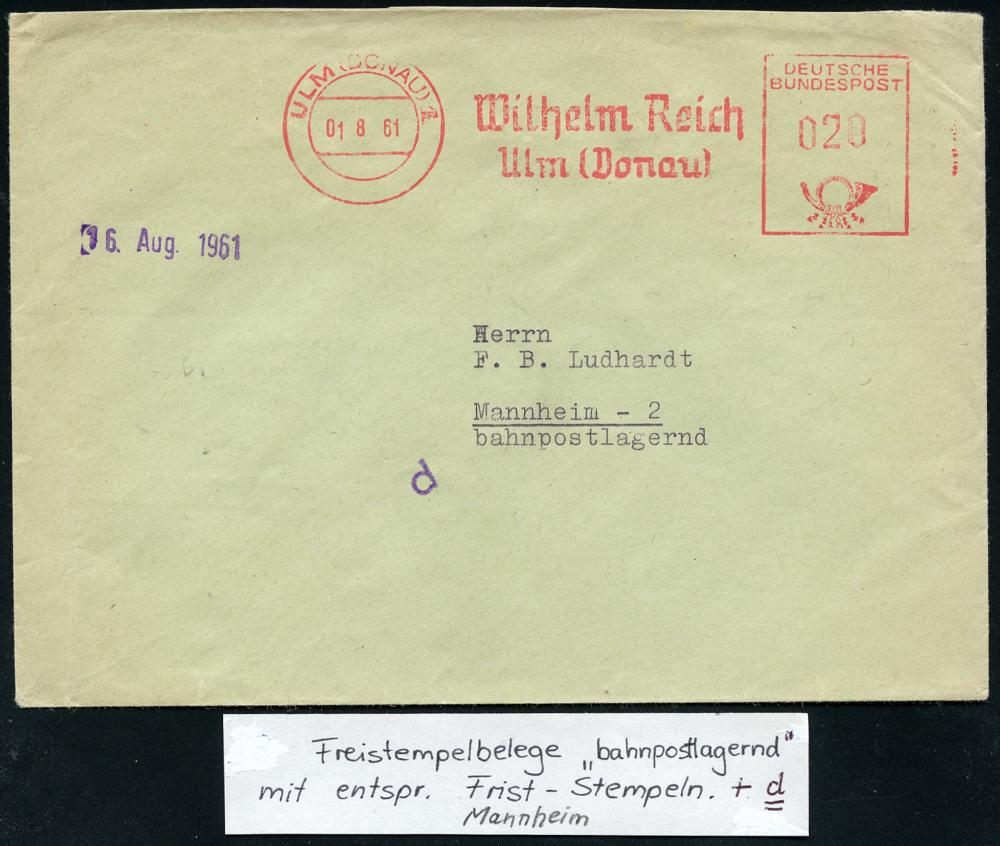 ULM (DONAU) 1
01 8 61
Wilhelm Reich
Ulm (Donau)
DEUTSCHE
BUNDESPOST
020
16. Aug. 1961
Herrn
F. B. Ludhardt
Mannheim - 2
bahnpostlagernd
d
Freistempelbelege „bahnpostlagernd"
mit entspr. Frist - Stempeln. + d
Mannheim